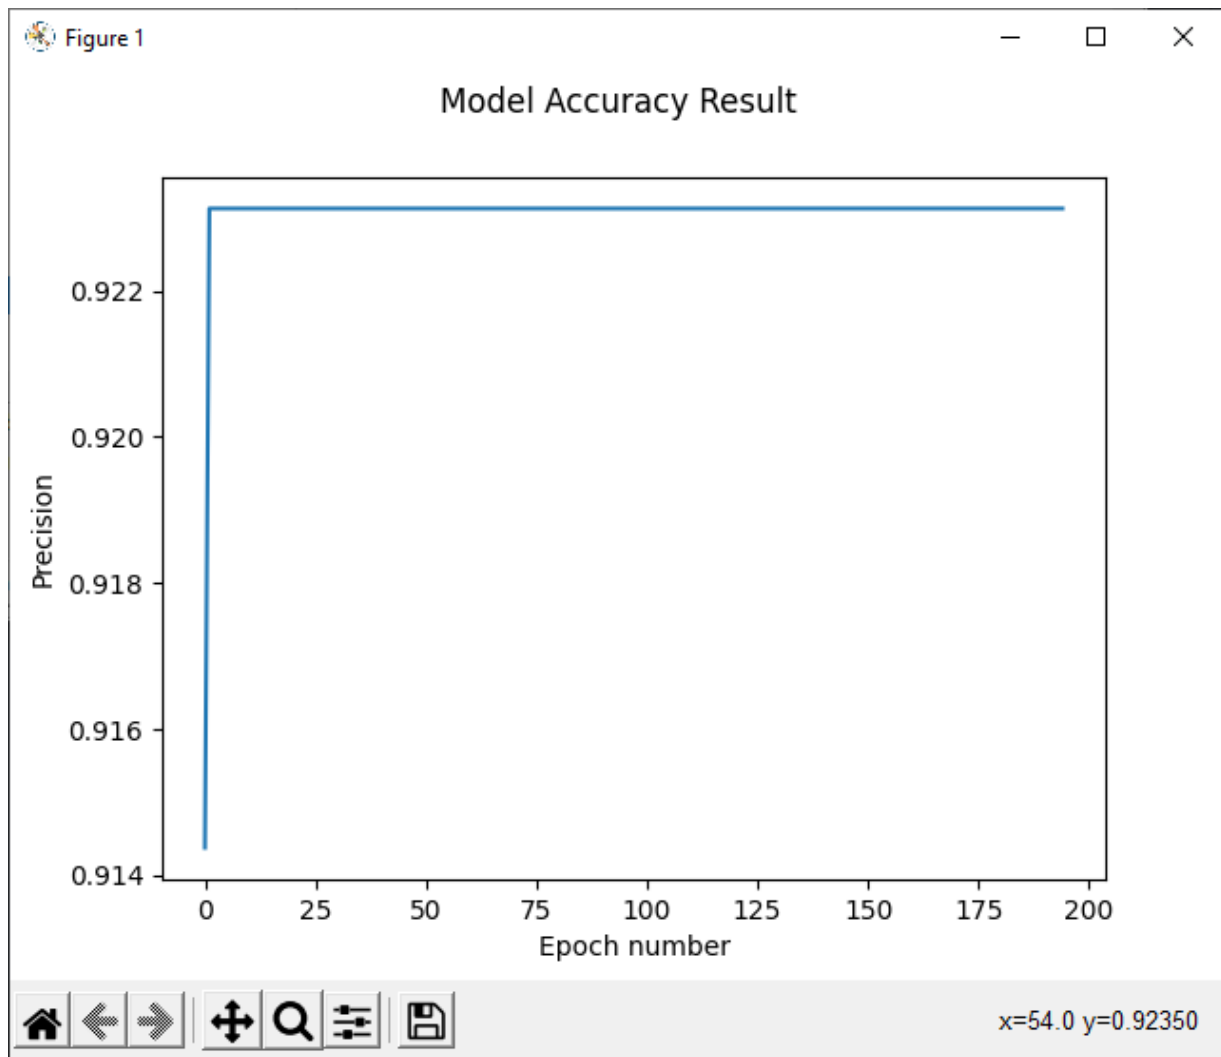 Figure 1
Model Accuracy Result
0.922
0.920
0.918
0.916
0.914
Precision
0 25 50 75 100 125 150 175 200
Epoch number
x=54.0 y=0.92350